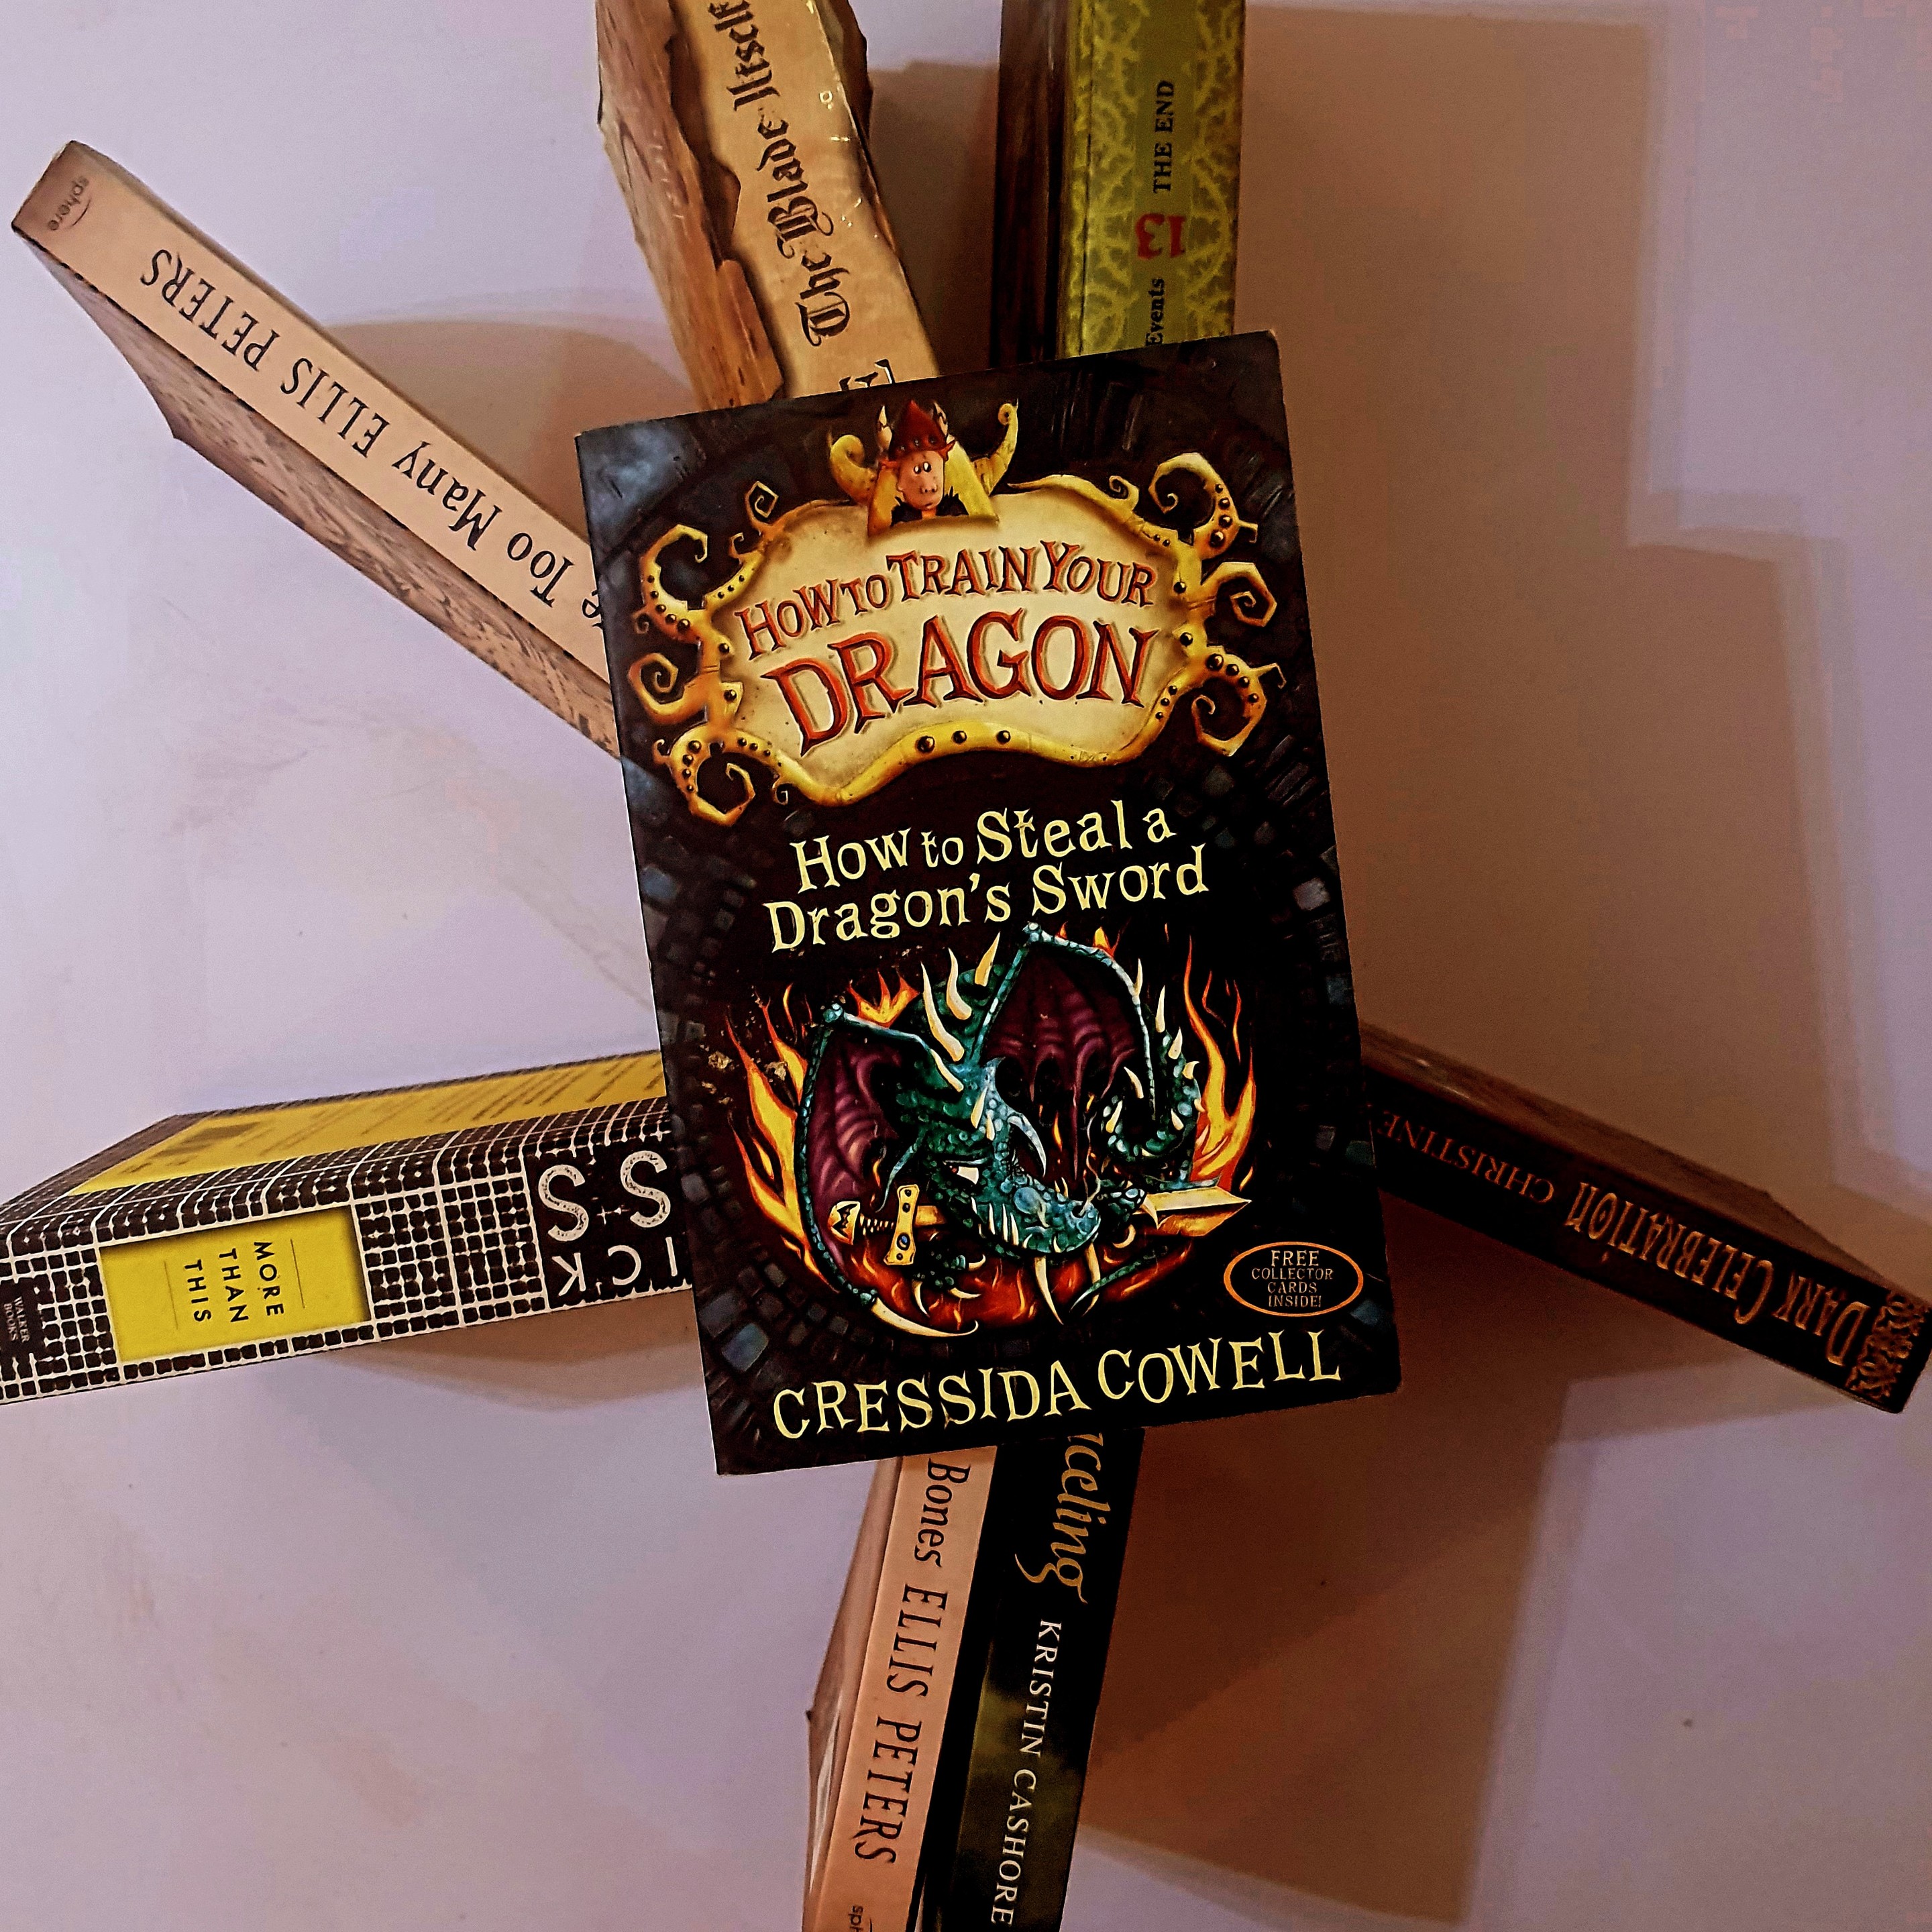 The Blade Itself
Events 13 THE END
Too Many ELLIS PETERS
sphere
HOW TO TRAIN YOUR
DRAGON
How to Steal a
Dragon's Sword
FREE
COLLECTOR
CARDS
INSIDE!
CRESSIDA COWELL
MORE
THAN
THIS
WALKER
BOOKS
DARK CELEBRATION CHRISTINE
Bones ELLIS PETERS
celing KRISTIN CASHORE